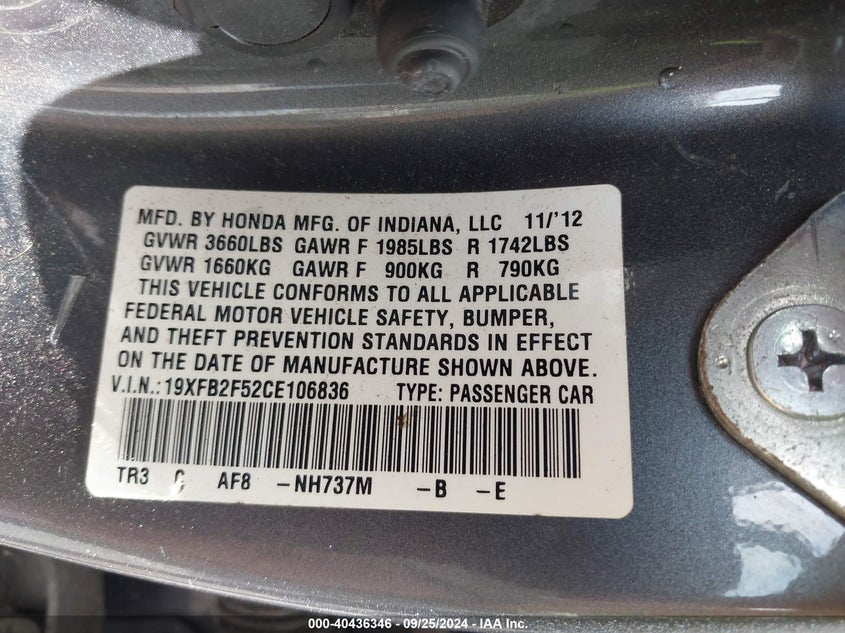 MFD. BY HONDA MFG. OF INDIANA, LLC 11/'12
GVWR 3660LBS GAWR F 1985LBS R 1742LBS
GVWR 1660KG GAWR F 900KG R 790KG
THIS VEHICLE CONFORMS TO ALL APPLICABLE
FEDERAL MOTOR VEHICLE SAFETY, BUMPER,
AND THEFT PREVENTION STANDARDS IN EFFECT
ON THE DATE OF MANUFACTURE SHOWN ABOVE.
V.I.N.: 19XFB2F52CE106836 TYPE: PASSENGER CAR
TR3 AF8 -NH737M -B -E
000-40436346 - 09/25/2024 - IAA Inc.